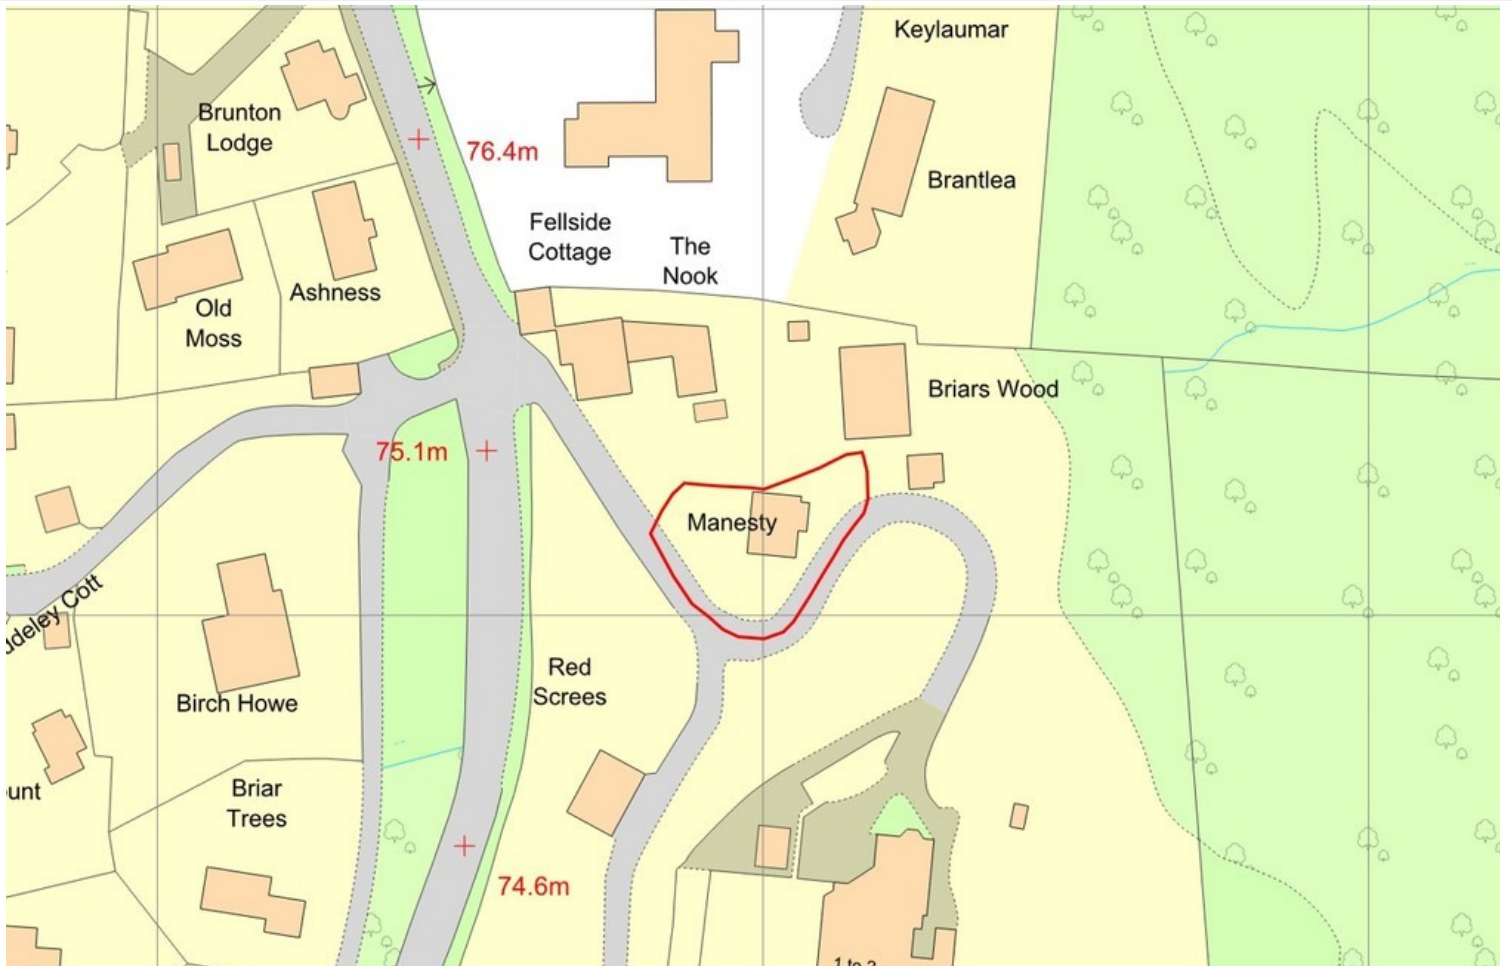 Keylaumar
Brunton
Lodge
76.4m
Brantlea
Fellside
Cottage
The
Nook
Ashness
Old
Moss
Briars Wood
75.1m
Manesty
Birch Howe
Red
Screes
Briar
Trees
74.6m